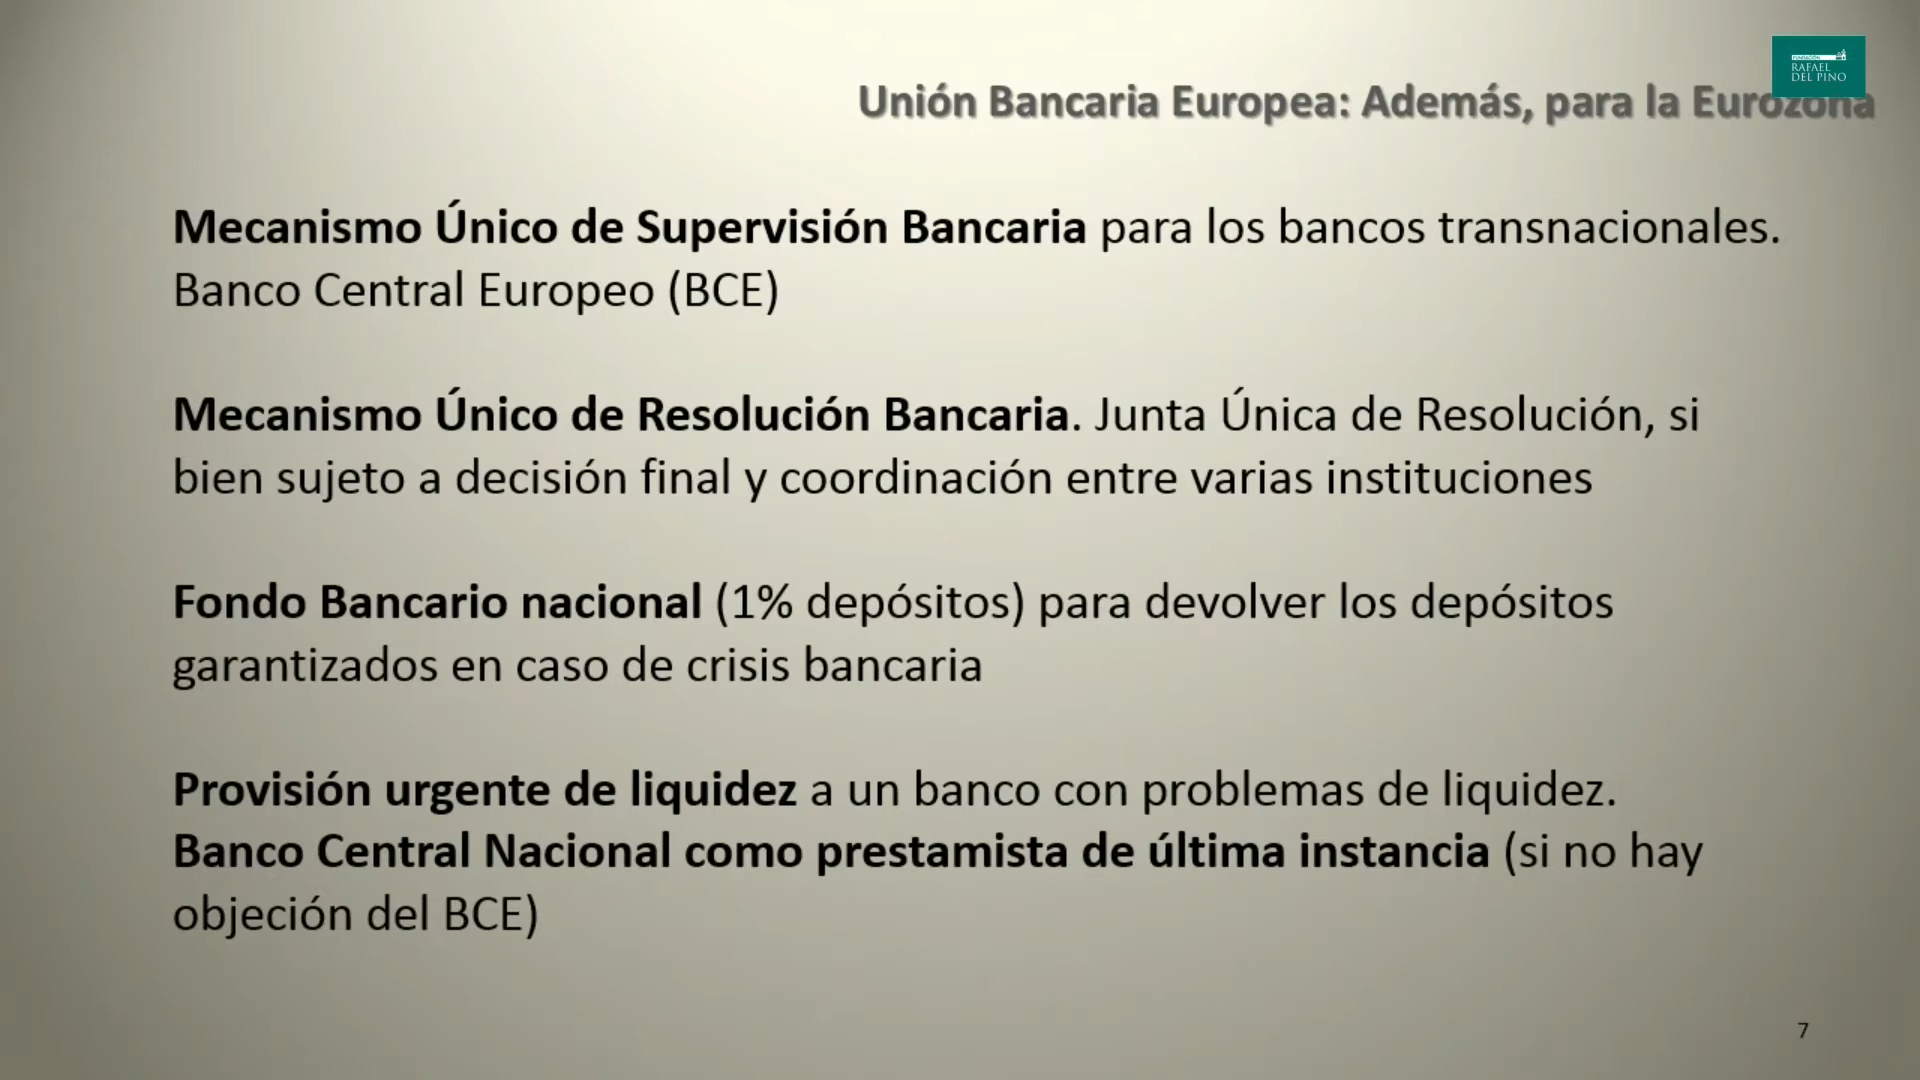 FUNDACIÓN
RAFAEL
DEL PINO
Unión Bancaria Europea: Además, para la Eurozona
Mecanismo Único de Supervisión Bancaria para los bancos transnacionales.
Banco Central Europeo (BCE)
Mecanismo Único de Resolución Bancaria. Junta Única de Resolución, si
bien sujeto a decisión final y coordinación entre varias instituciones
Fondo Bancario nacional (1% depósitos) para devolver los depósitos
garantizados en caso de crisis bancaria
Provisión urgente de liquidez a un banco con problemas de liquidez.
Banco Central Nacional como prestamista de última instancia (si no hay
objeción del BCE)
7